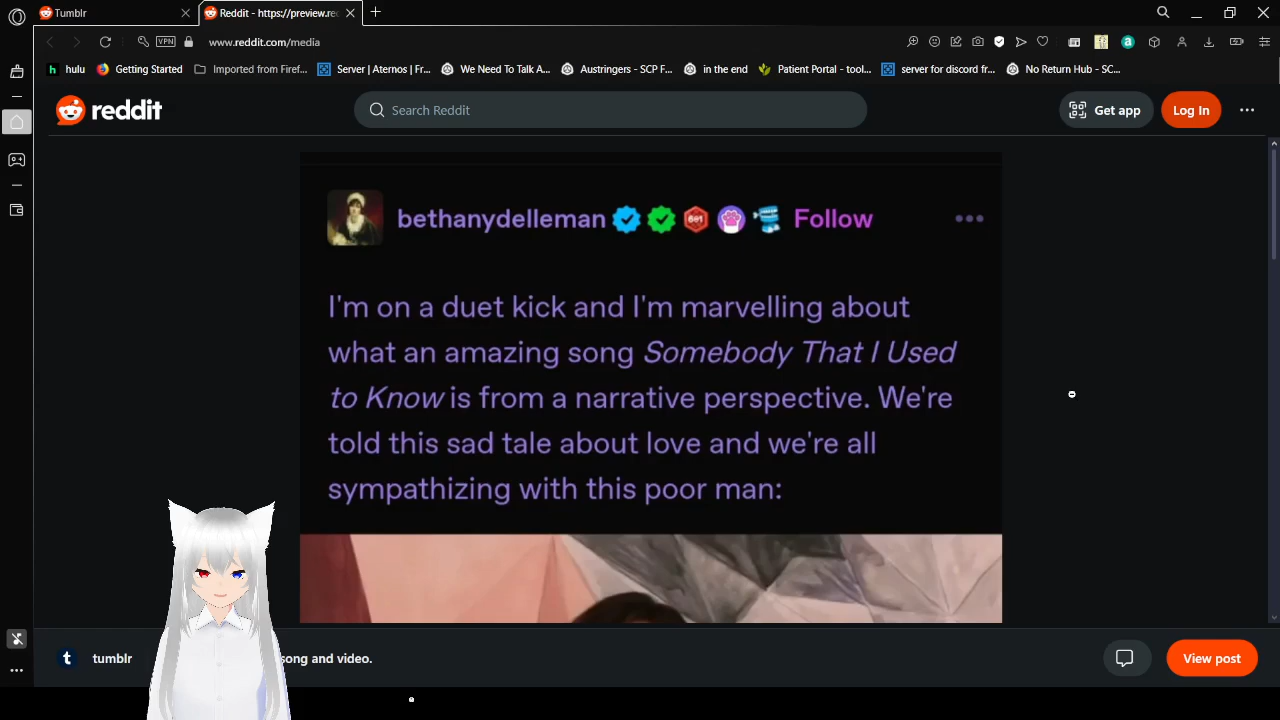 Tumblr
Reddit - https://preview.rec
VPN
www.reddit.com/media
hulu
Getting Started
Imported from Firef...
Server | Aternos | Fr...
We Need To Talk A...
Austringers - SCP F...
in the end
Patient Portal - tool...
server for discord fr...
No Return Hub - SC...
reddit
Search Reddit
Get app
Log In
bethanydelleman
Follow
I'm on a duet kick and I'm marvelling about
what an amazing song Somebody That I Used
to Know is from a narrative perspective. We're
told this sad tale about love and we're all
sympathizing with this poor man:
tumblr
song and video.
View post